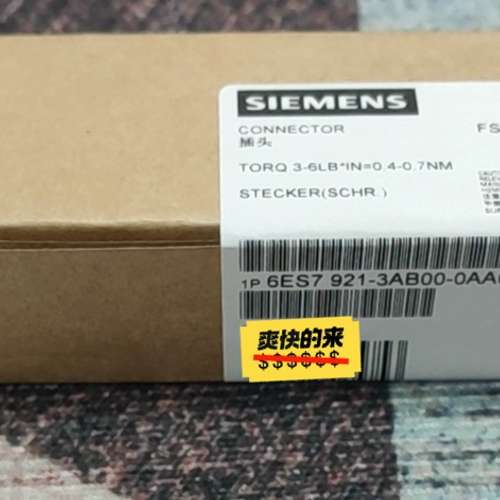 SIEMENS
CONNECTOR FS
插头
TORQ 3-6LB*IN=0.4-0.7NM
STECKER(SCHR.)
1P 6ES7 921-3AB00-0AA
爽快的来
$$$$$$